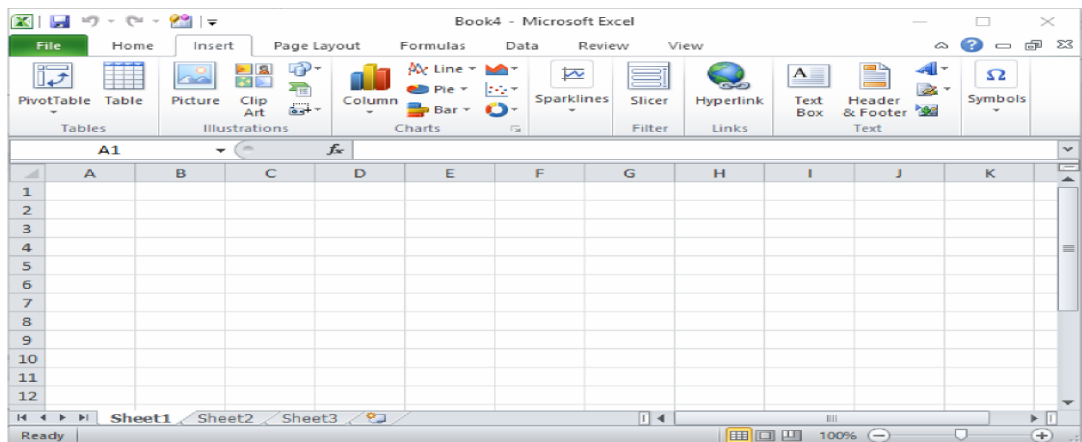 Book4 - Microsoft Excel
File Home Insert Page Layout Formulas Data Review View
PivotTable Table Picture Clip Art Column Line Pie Bar Sparklines Slicer Hyperlink Text Box Header & Footer Symbols
Tables Illustrations Charts Filter Links Text
A1 fx
A B C D E F G H I J K
1
2
3
4
5
6
7
8
9
10
11
12
Sheet1 Sheet2 Sheet3
Ready 100%